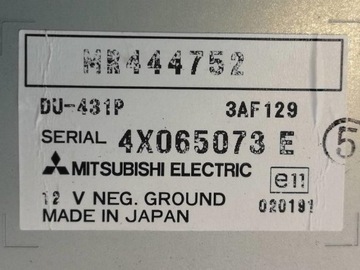 MR444752
DU-431P 3AF129
SERIAL 4X065073 E
5
MITSUBISHI ELECTRIC
e11
12 V NEG. GROUND
020191
MADE IN JAPAN